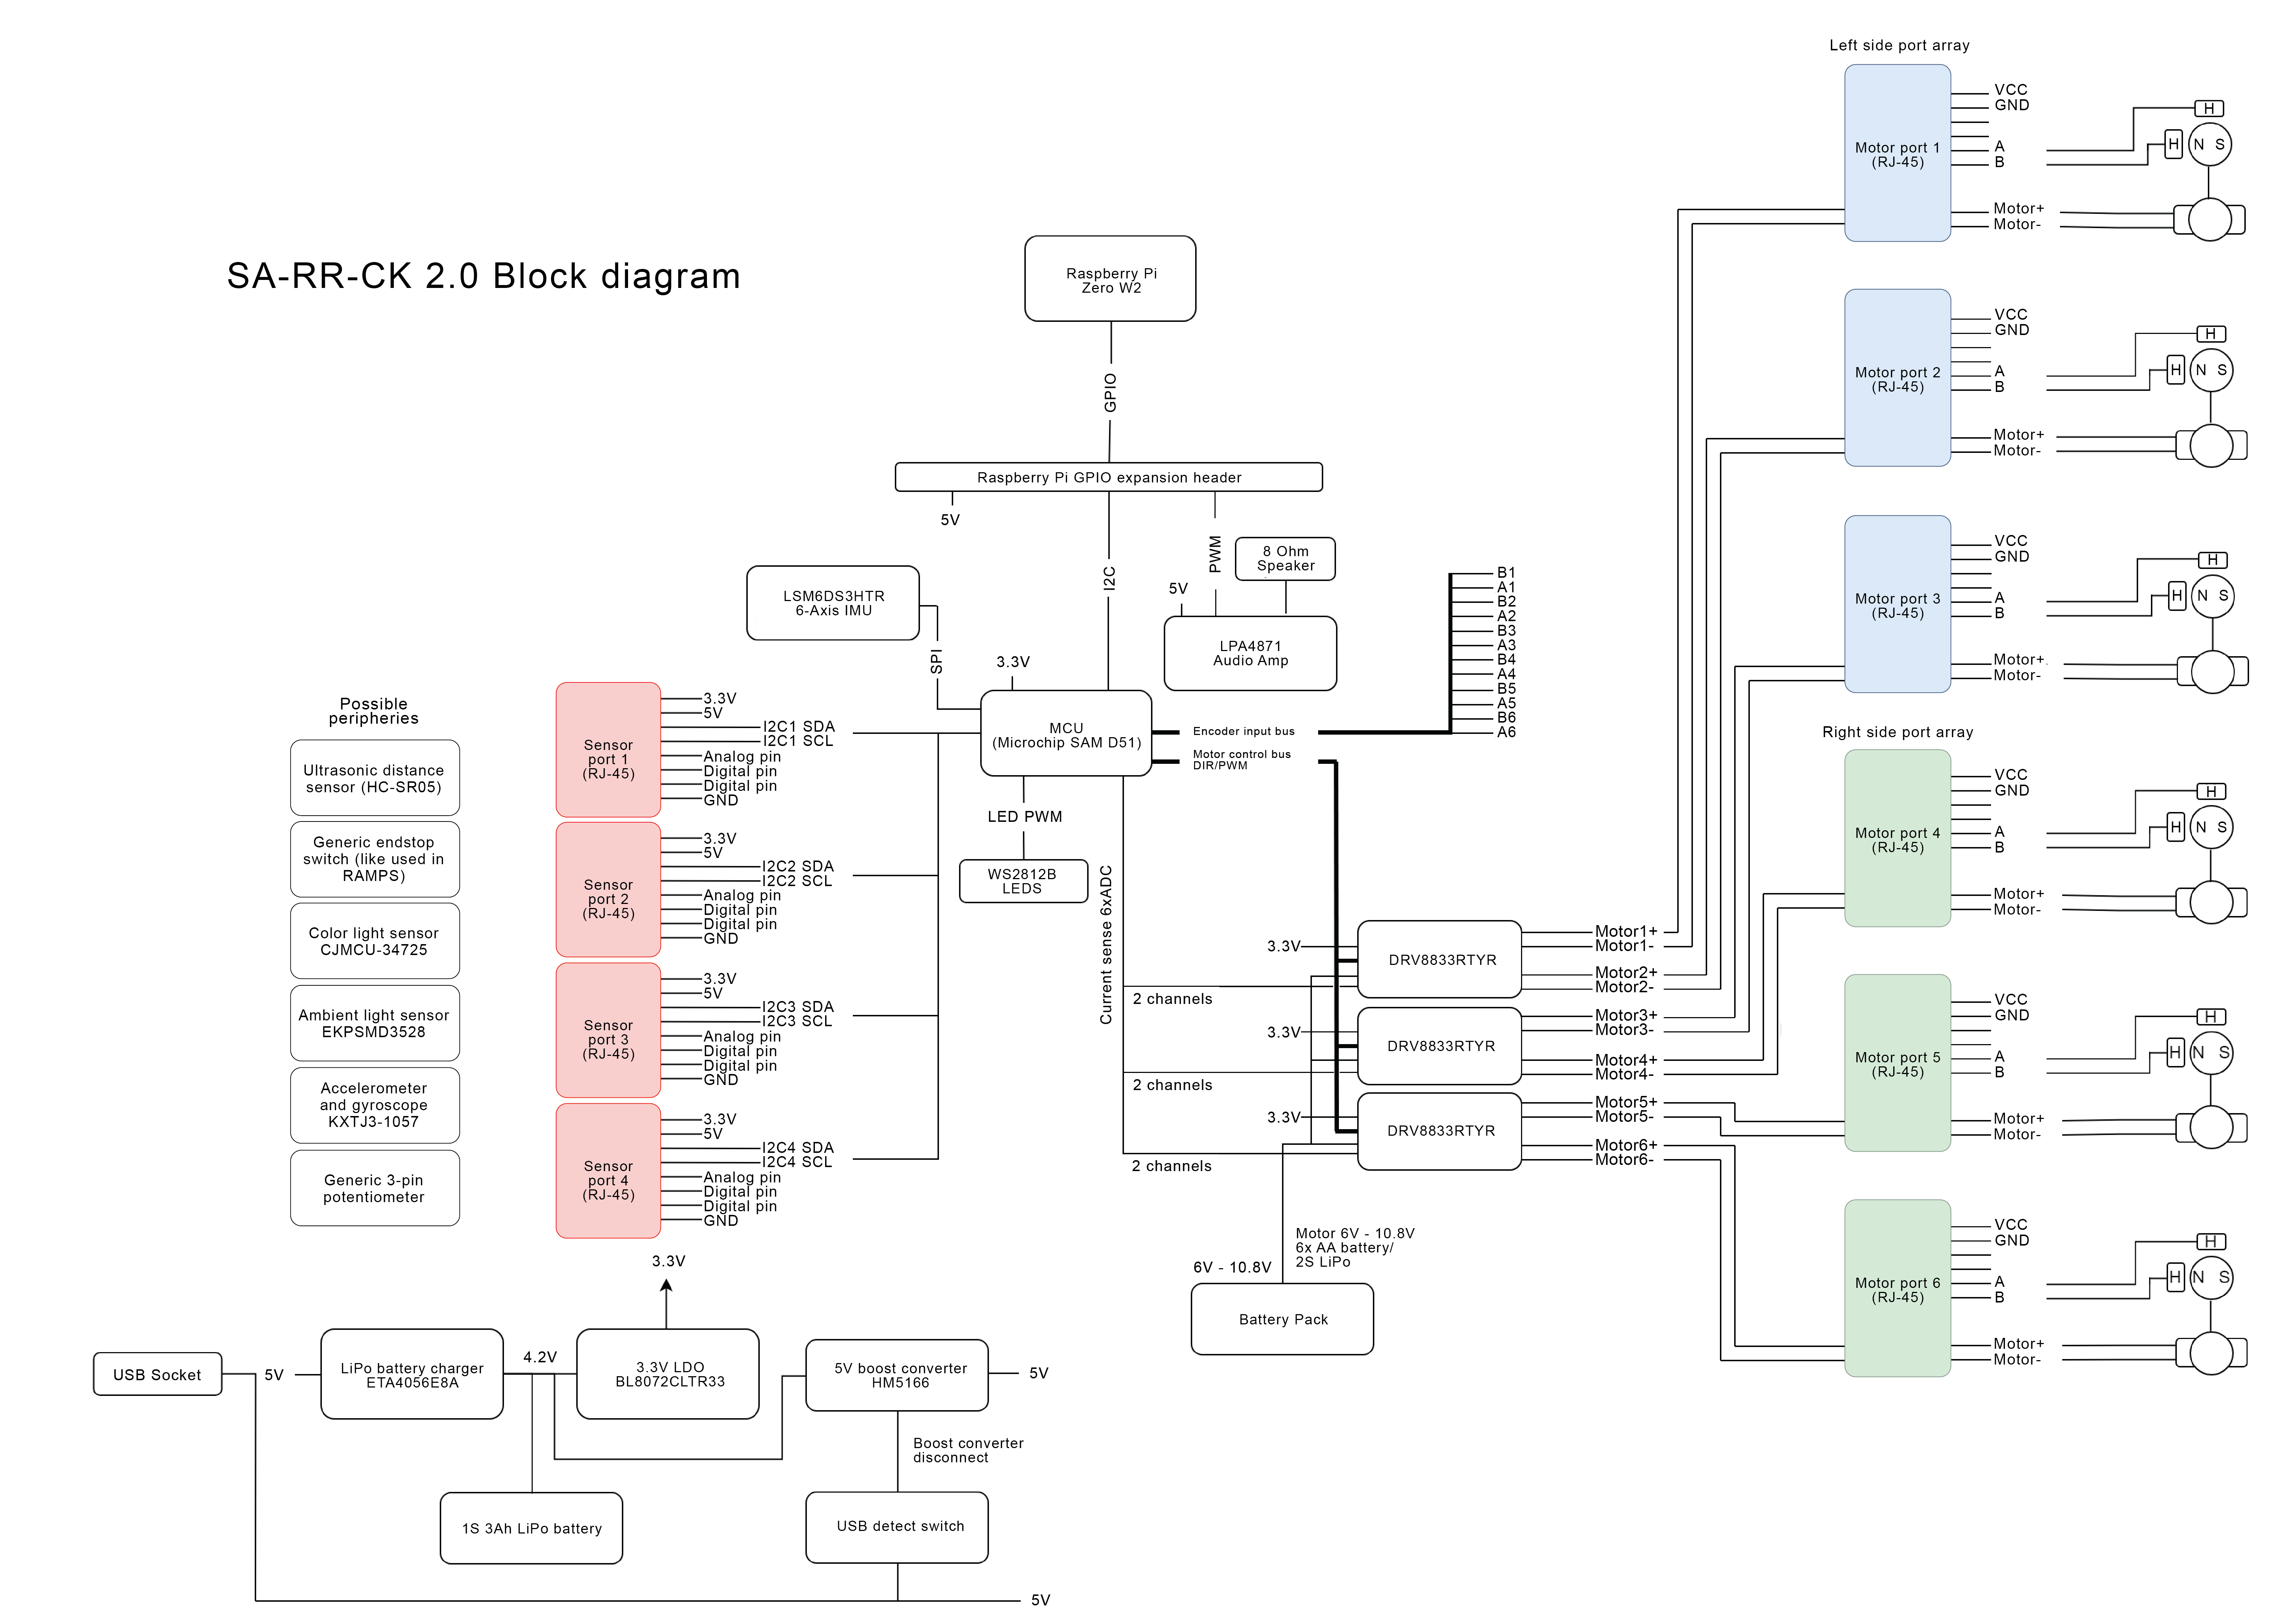 SA-RR-CK 2.0 Block diagram
Raspberry Pi
Zero W2
GPIO
Raspberry Pi GPIO expansion header
5V
I2C
PWM
8 Ohm
Speaker
5V
LPA4871
Audio Amp
LSM6DS3HTR
6-Axis IMU
SPI
3.3V
MCU
(Microchip SAM D51)
Encoder input bus
Motor control bus
DIR/PWM
B1
A1
B2
A2
B3
A3
B4
A4
B5
A5
B6
A6
LED PWM
WS2812B
LEDS
Current sense 6xADC
2 channels
2 channels
2 channels
3.3V
DRV8833RTYR
3.3V
DRV8833RTYR
3.3V
DRV8833RTYR
Motor1+
Motor1-
Motor2+
Motor2-
Motor3+
Motor3-
Motor4+
Motor4-
Motor5+
Motor5-
Motor6+
Motor6-
Motor 6V - 10.8V
6x AA battery/
2S LiPo
6V - 10.8V
Battery Pack
Possible
peripheries
Ultrasonic distance
sensor (HC-SR05)
Generic endstop
switch (like used in
RAMPS)
Color light sensor
CJMCU-34725
Ambient light sensor
EKPSMD3528
Accelerometer
and gyroscope
KXTJ3-1057
Generic 3-pin
potentiometer
Sensor
port 1
(RJ-45)
3.3V
5V
I2C1 SDA
I2C1 SCL
Analog pin
Digital pin
Digital pin
GND
Sensor
port 2
(RJ-45)
3.3V
5V
I2C2 SDA
I2C2 SCL
Analog pin
Digital pin
Digital pin
GND
Sensor
port 3
(RJ-45)
3.3V
5V
I2C3 SDA
I2C3 SCL
Analog pin
Digital pin
Digital pin
GND
Sensor
port 4
(RJ-45)
3.3V
5V
I2C4 SDA
I2C4 SCL
Analog pin
Digital pin
Digital pin
GND
3.3V
USB Socket
5V
LiPo battery charger
ETA4056E8A
4.2V
3.3V LDO
BL8072CLTR33
5V boost converter
HM5166
5V
Boost converter
disconnect
1S 3Ah LiPo battery
USB detect switch
5V
Left side port array
Motor port 1
(RJ-45)
VCC
GND
A
B
Motor+
Motor-
H
H
N S
Motor port 2
(RJ-45)
VCC
GND
A
B
Motor+
Motor-
H
H
N S
Motor port 3
(RJ-45)
VCC
GND
A
B
Motor+
Motor-
H
H
N S
Right side port array
Motor port 4
(RJ-45)
VCC
GND
A
B
Motor+
Motor-
H
H
N S
Motor port 5
(RJ-45)
VCC
GND
A
B
Motor+
Motor-
H
H
N S
Motor port 6
(RJ-45)
VCC
GND
A
B
Motor+
Motor-
H
H
N S